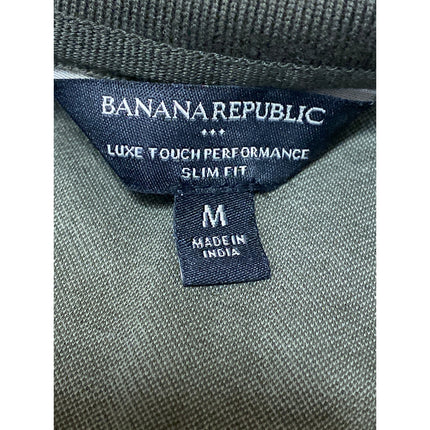 BANANA REPUBLIC
LUXE TOUCH PERFORMANCE
SLIM FIT
M
MADE IN
INDIA